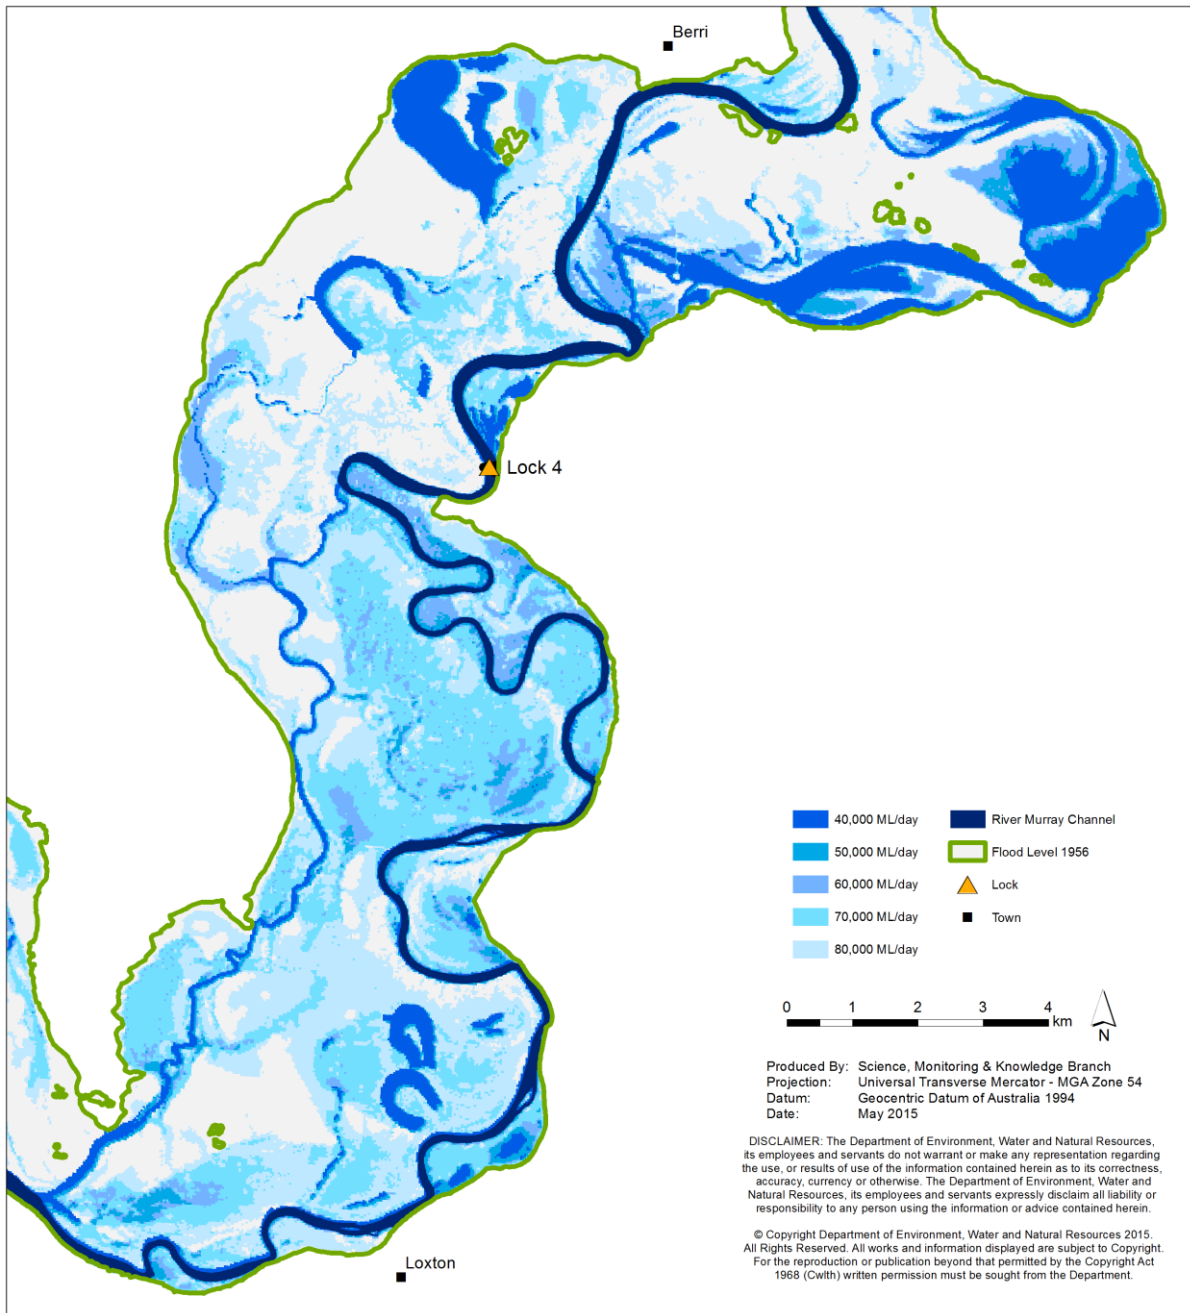 Berri
Lock 4
40,000 ML/day
River Murray Channel
50,000 ML/day
Flood Level 1956
60,000 ML/day
Lock
70,000 ML/day
Town
80,000 ML/day
0 1 2 3 4
km
N
Produced By: Science, Monitoring & Knowledge Branch
Projection: Universal Transverse Mercator - MGA Zone 54
Datum: Geocentric Datum of Australia 1994
Date: May 2015
DISCLAIMER: The Department of Environment, Water and Natural Resources,
its employees and servants do not warrant or make any representation regarding
the use, or results of use of the information contained herein as to its correctness,
accuracy, currency or otherwise. The Department of Environment, Water and
Natural Resources, its employees and servants expressly disclaim all liability or
responsibility to any person using the information or advice contained herein.
© Copyright Department of Environment, Water and Natural Resources 2015.
All Rights Reserved. All works and information displayed are subject to Copyright.
For the reproduction or publication beyond that permitted by the Copyright Act
1968 (Cwlth) written permission must be sought from the Department.
Loxton